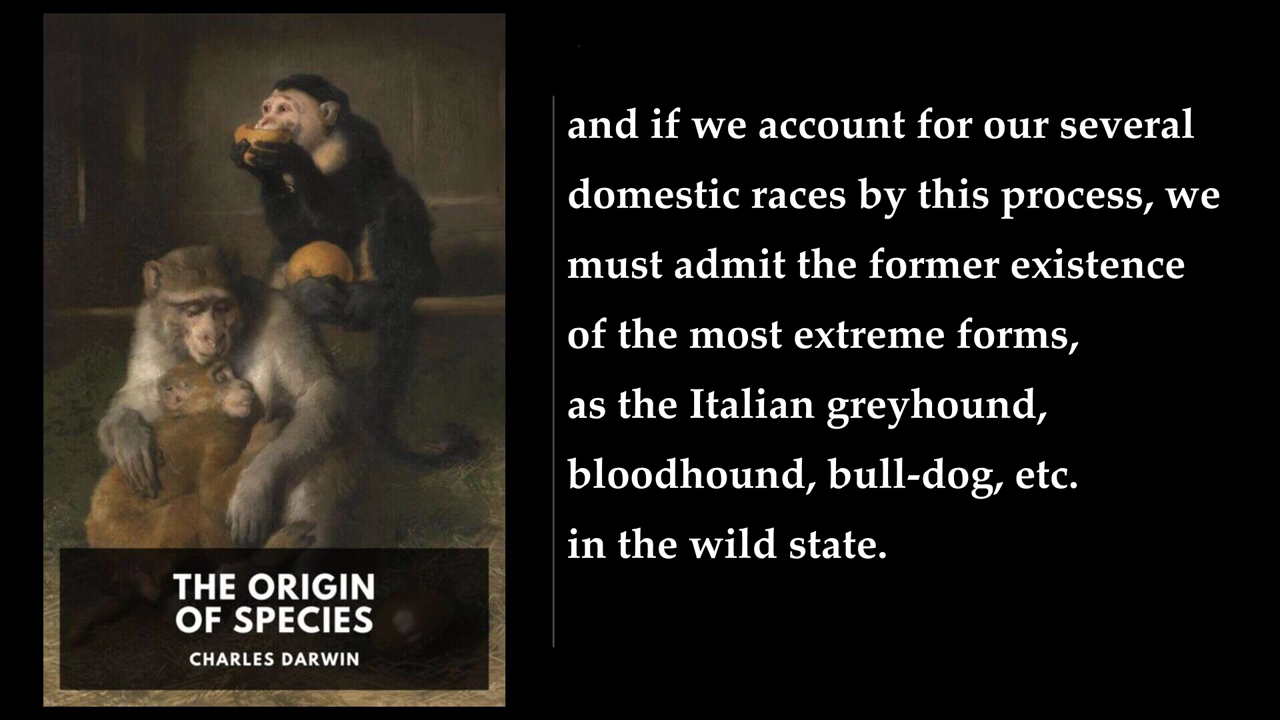 and if we account for our several
domestic races by this process, we
must admit the former existence
of the most extreme forms,
as the Italian greyhound,
bloodhound, bull-dog, etc.
in the wild state.
THE ORIGIN
OF SPECIES
CHARLES DARWIN